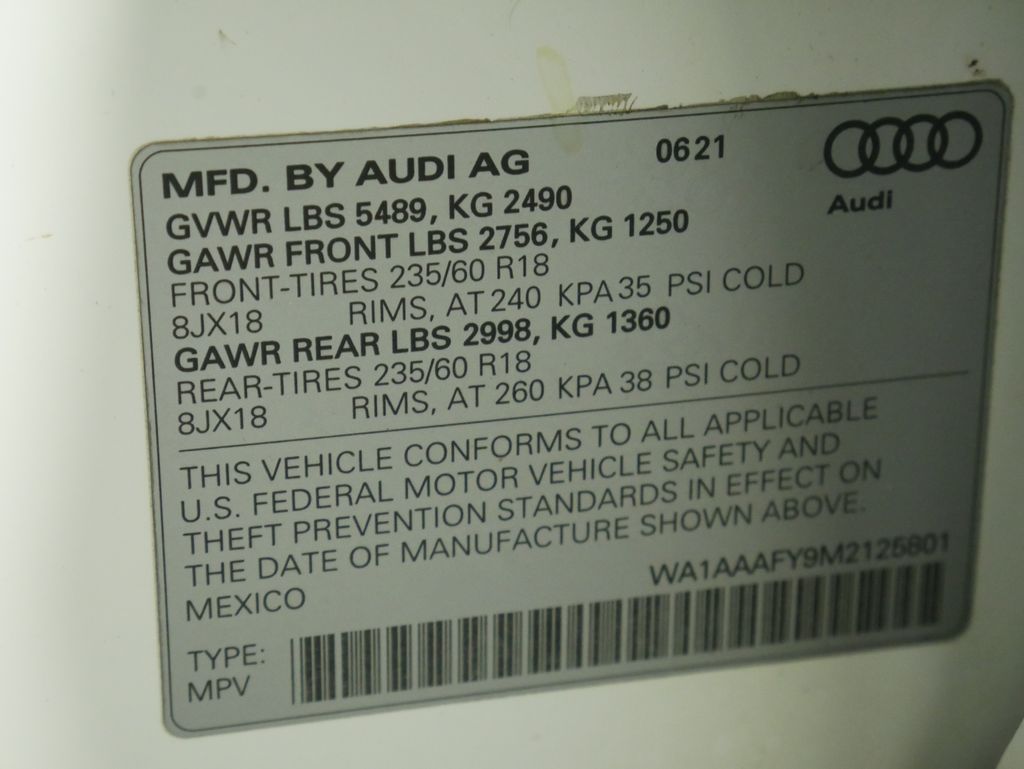 MFD. BY AUDI AG 0621
Audi
GVWR LBS 5489, KG 2490
GAWR FRONT LBS 2756, KG 1250
FRONT-TIRES 235/60 R18
8JX18 RIMS, AT 240 KPA 35 PSI COLD
GAWR REAR LBS 2998, KG 1360
REAR-TIRES 235/60 R18
8JX18 RIMS, AT 260 KPA 38 PSI COLD
THIS VEHICLE CONFORMS TO ALL APPLICABLE
U.S. FEDERAL MOTOR VEHICLE SAFETY AND
THEFT PREVENTION STANDARDS IN EFFECT ON
THE DATE OF MANUFACTURE SHOWN ABOVE.
MEXICO WA1AAAFY9M2125801
TYPE:
MPV